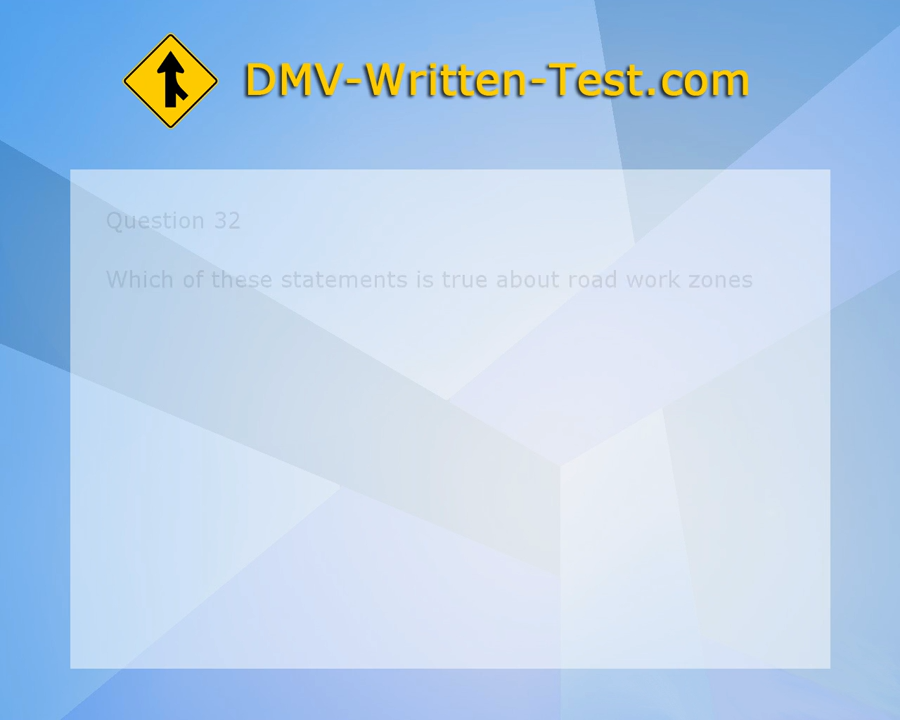 DMV-Written-Test.com
Question 32
Which of these statements is true about road work zones